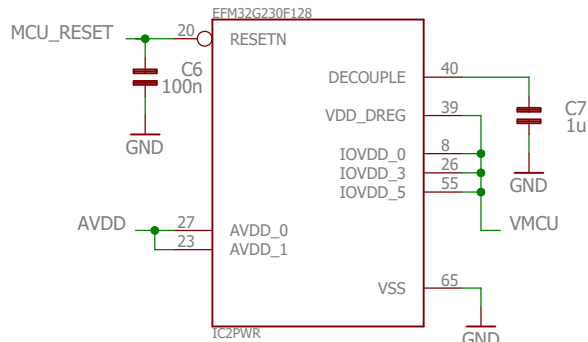 EFM32G230F128
MCU_RESET
20
RESETN
C6
100n
GND
DECOUPLE
40
VDD_DREG
39
C7
1u
GND
IOVDD_0
8
IOVDD_3
26
IOVDD_5
55
VMCU
AVDD
27
AVDD_0
23
AVDD_1
VSS
65
GND
IC2PWR